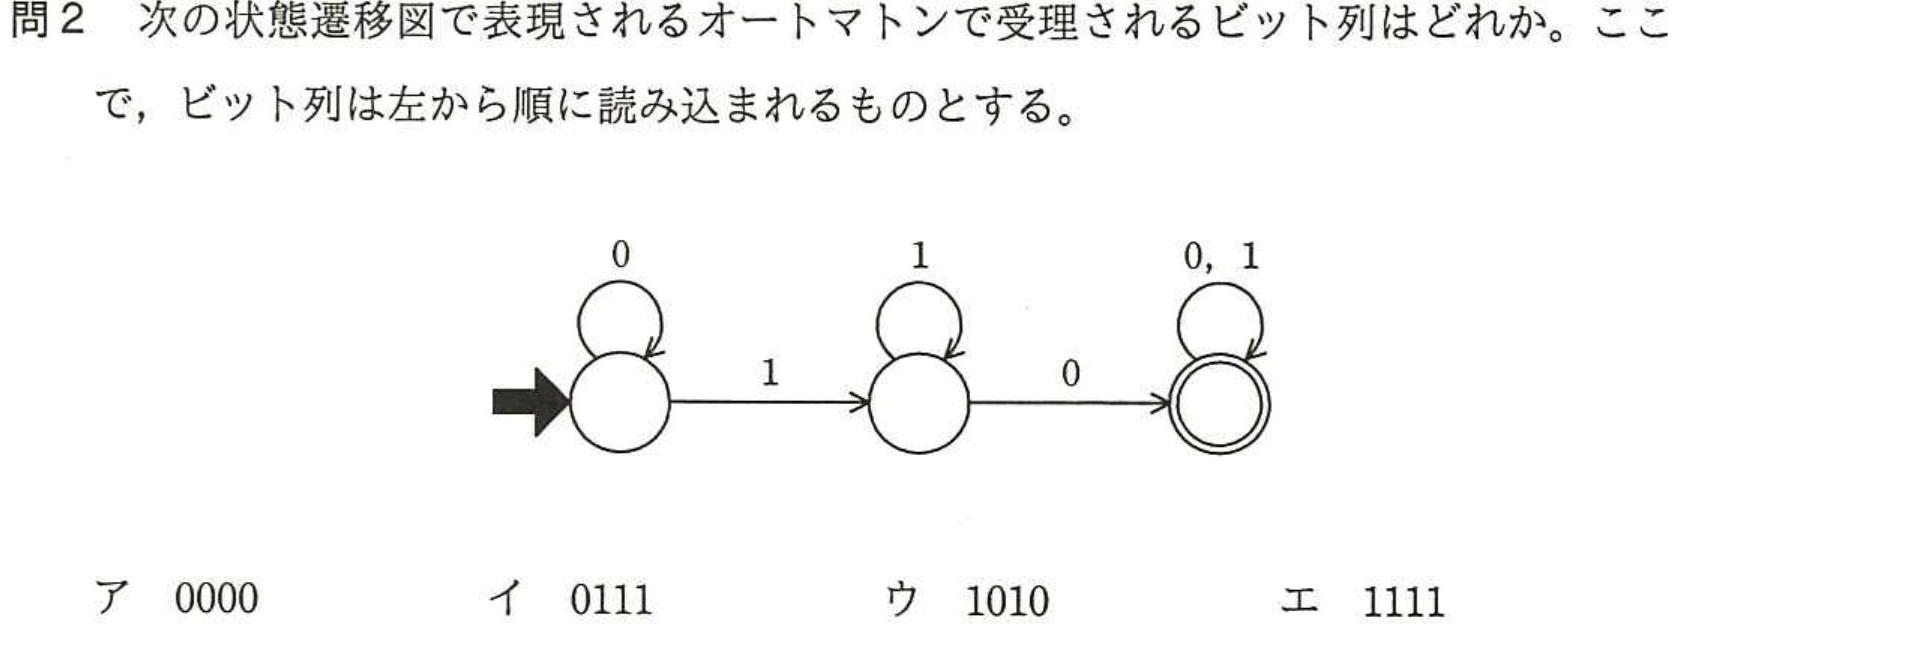 問2 次の状態遷移図で表現されるオートマトンで受理されるビット列はどれか。ここ
で，ビット列は左から順に読み込まれるものとする。
0 1 0, 1
1 0
ア 0000 イ 0111 ウ 1010 エ 1111